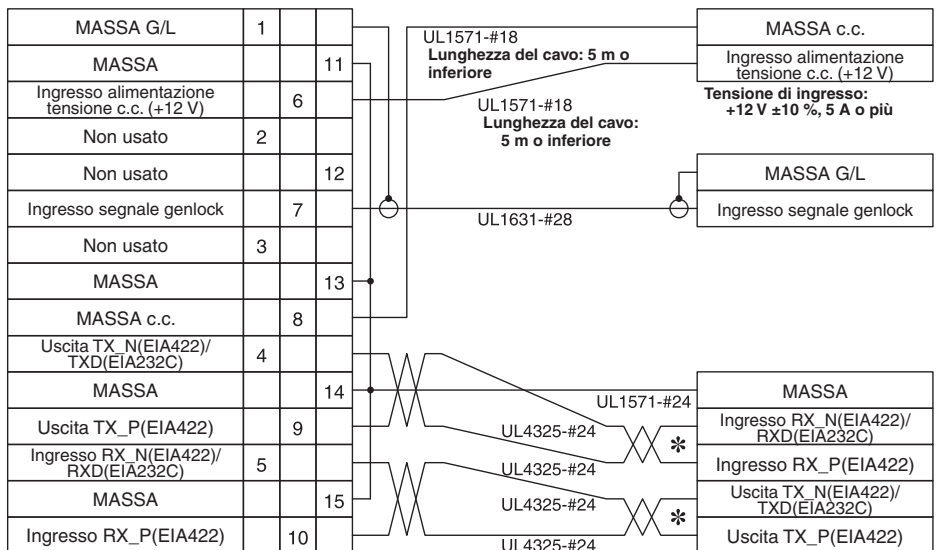 MASSA G/L 1
MASSA 11
Ingresso alimentazione
tensione c.c. (+12 V) 6
Non usato 2
Non usato 12
Ingresso segnale genlock 7
Non usato 3
MASSA 13
MASSA c.c. 8
Uscita TX_N(EIA422)/
TXD(EIA232C) 4
MASSA 14
Uscita TX_P(EIA422) 9
Ingresso RX_N(EIA422)/
RXD(EIA232C) 5
MASSA 15
Ingresso RX_P(EIA422) 10
UL1571-#18
Lunghezza del cavo: 5 m o
inferiore
UL1571-#18
Lunghezza del cavo:
5 m o inferiore
UL1631-#28
UL1571-#24
UL4325-#24
UL4325-#24
UL4325-#24
UL4325-#24
*
*
MASSA c.c.
Ingresso alimentazione
tensione c.c. (+12 V)
Tensione di ingresso:
+12 V ±10 %, 5 A o più
MASSA G/L
Ingresso segnale genlock
MASSA
Ingresso RX_N(EIA422)/
RXD(EIA232C)
Ingresso RX_P(EIA422)
Uscita TX_N(EIA422)/
TXD(EIA232C)
Uscita TX_P(EIA422)